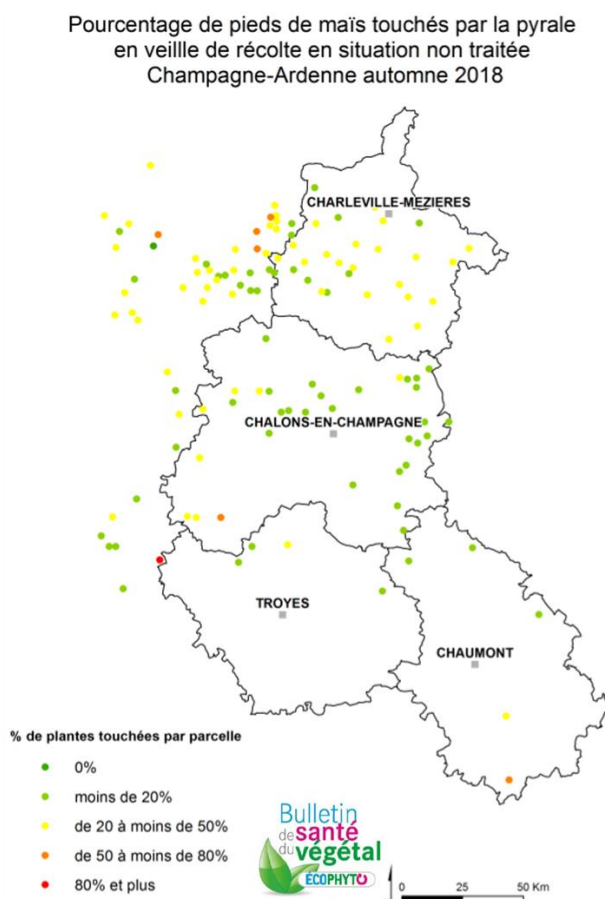 Pourcentage de pieds de maïs touchés par la pyrale
en veillle de récolte en situation non traitée
Champagne-Ardenne automne 2018
CHARLEVILLE-MEZIERES
CHALONS-EN-CHAMPAGNE
TROYES
CHAUMONT
% de plantes touchées par parcelle
0%
moins de 20%
de 20 à moins de 50%
de 50 à moins de 80%
80% et plus
Bulletin
de santé
du végétal
ÉCOPHYTO
0 25 50 Km